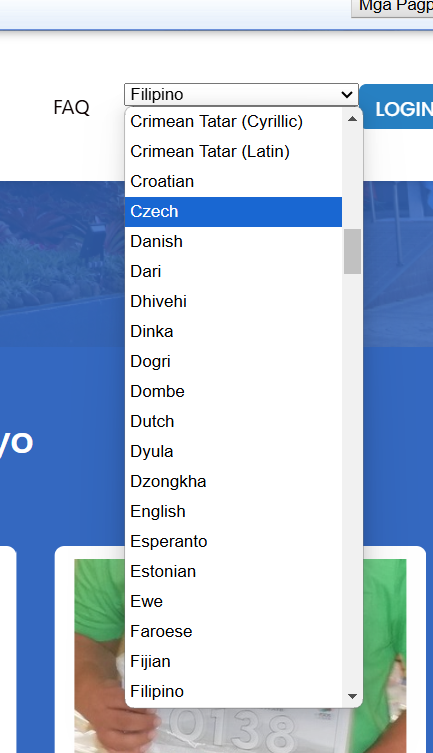 Mga Pagp
FAQ
Filipino
LOGIN
Crimean Tatar (Cyrillic)
Crimean Tatar (Latin)
Croatian
Czech
Danish
Dari
Dhivehi
Dinka
Dogri
Dombe
Dutch
Dyula
Dzongkha
English
Esperanto
Estonian
Ewe
Faroese
Fijian
Filipino
yo
Q138